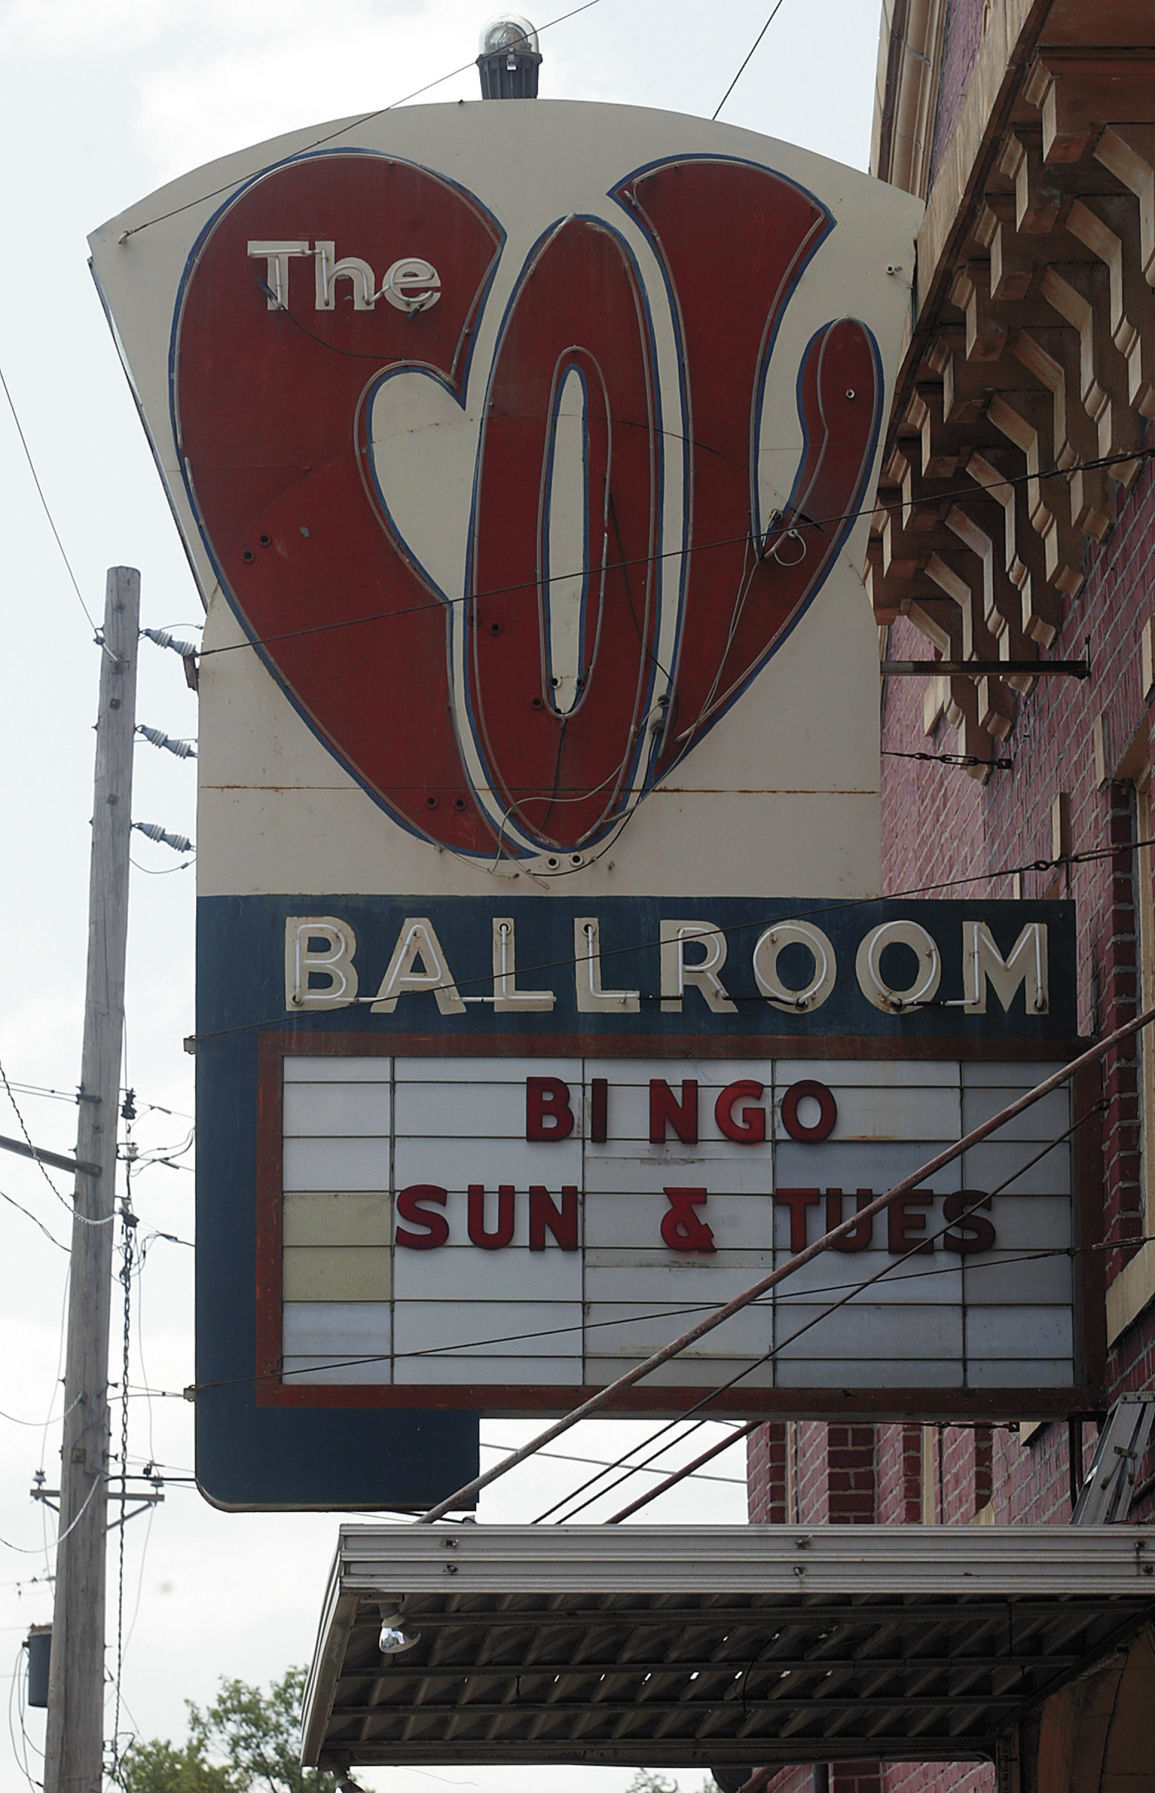 The
COL
BALLROOM
BINGO
SUN & TUES